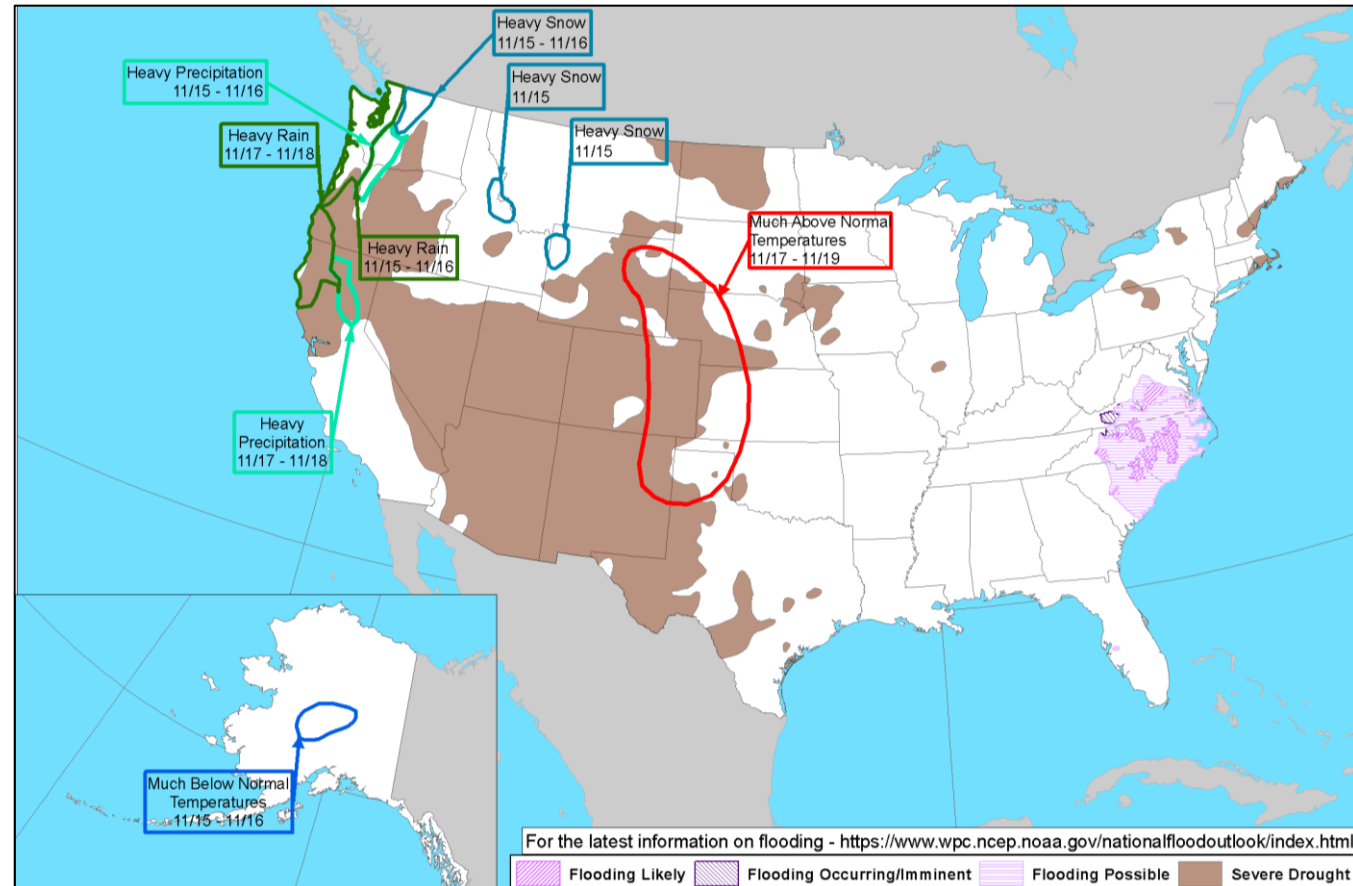 Heavy Snow
11/15 - 11/16
Heavy Precipitation
11/15 - 11/16
Heavy Snow
11/15
Heavy Rain
11/17 - 11/18
Heavy Snow
11/15
Much Above Normal
Temperatures
11/17 - 11/19
Heavy Rain
11/15 - 11/16
Heavy
Precipitation
11/17 - 11/18
Much Below Normal
Temperatures
11/15 - 11/16
For the latest information on flooding - https://www.wpc.ncep.noaa.gov/nationalfloodoutlook/index.html
Flooding Likely Flooding Occurring/Imminent Flooding Possible Severe Drought